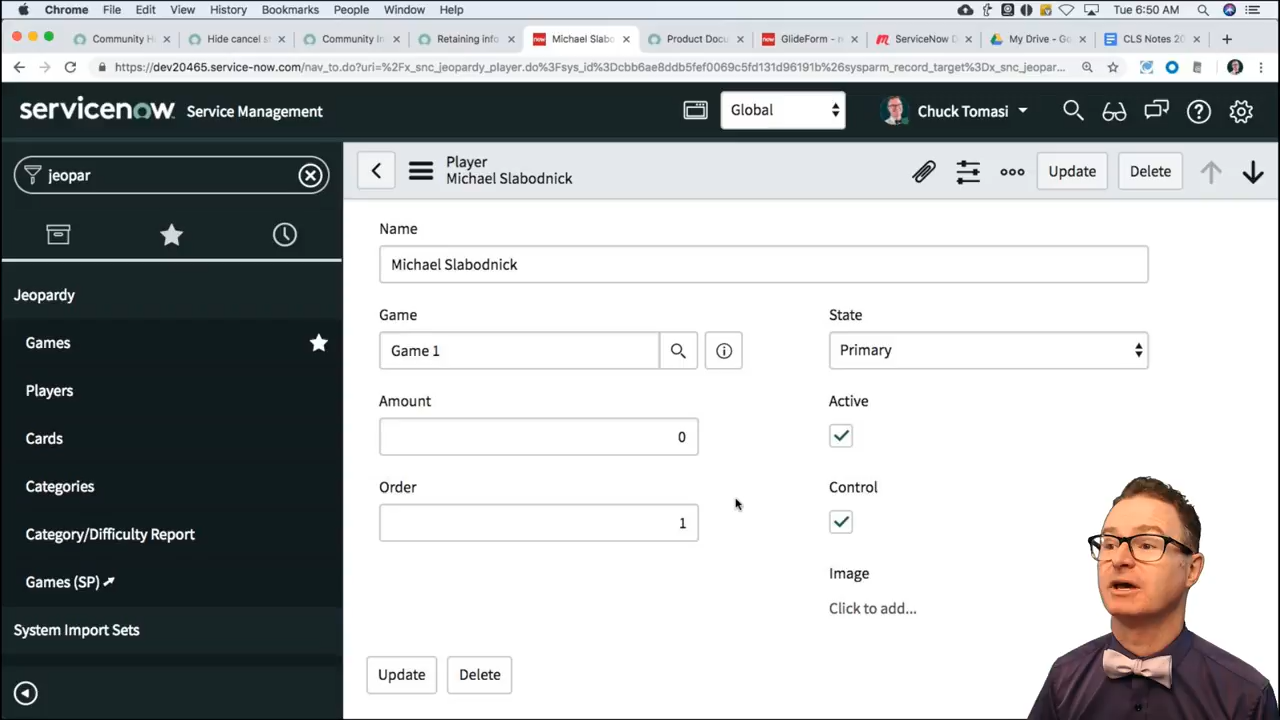 Chrome File Edit View History Bookmarks People Window Help Tue 6:50 AM
Community H Hide cancel s Community In Retaining info Michael Slabo Product Docu GlideForm - n ServiceNow D My Drive - Go CLS Notes 20
https://dev20465.service-now.com/nav_to.do?uri=%2Fx_snc_jeopardy_player.do%3Fsys_id%3Dcbb6ae8ddb5fef0069c5fd131d96191b%26sysparm_record_target%3Dx_snc_jeopar...
servicenow Service Management Global Chuck Tomasi
jeopar
Player
Michael Slabodnick
Update Delete
Jeopardy
Games
Players
Cards
Categories
Category/Difficulty Report
Games (SP)
System Import Sets
Name
Michael Slabodnick
Game
Game 1
State
Primary
Amount
0
Active
Order
1
Control
Image
Click to add...
Update Delete